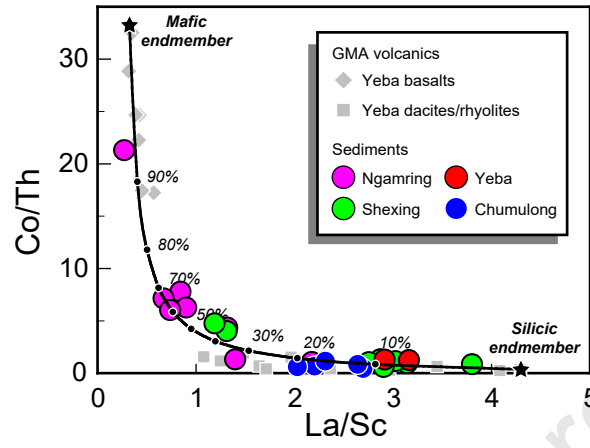 Mafic
endmember
GMA volcanics
Yeba basalts
Yeba dacites/rhyolites
Sediments
Ngamring
Yeba
Shexing
Chumulong
90%
80%
70%
50%
30%
20%
10%
Silicic
endmember
Co/Th
30
20
10
0
0
1
2
3
4
5
La/Sc